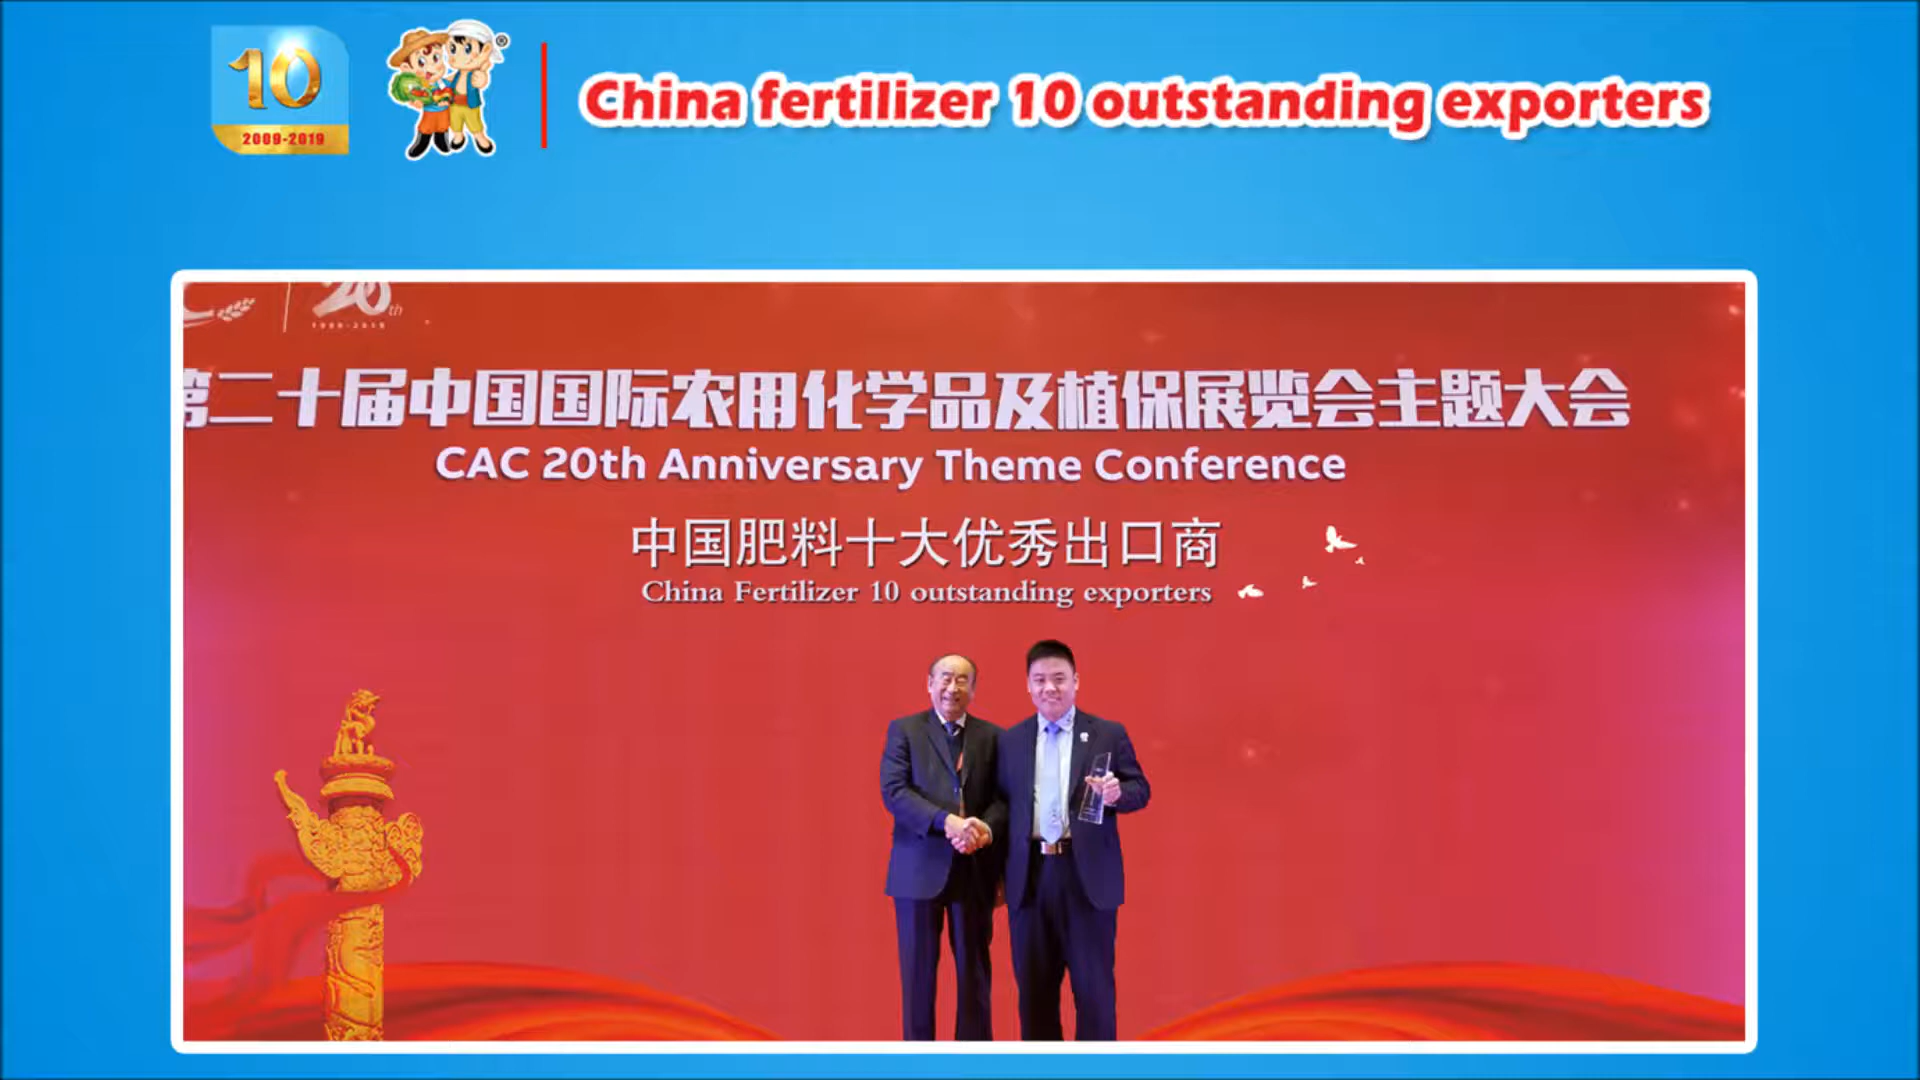 10
2009-2019
®
China fertilizer 10 outstanding exporters
20th
第二十届中国国际农用化学品及植保展览会主题大会
CAC 20th Anniversary Theme Conference
中国肥料十大优秀出口商
China Fertilizer 10 outstanding exporters